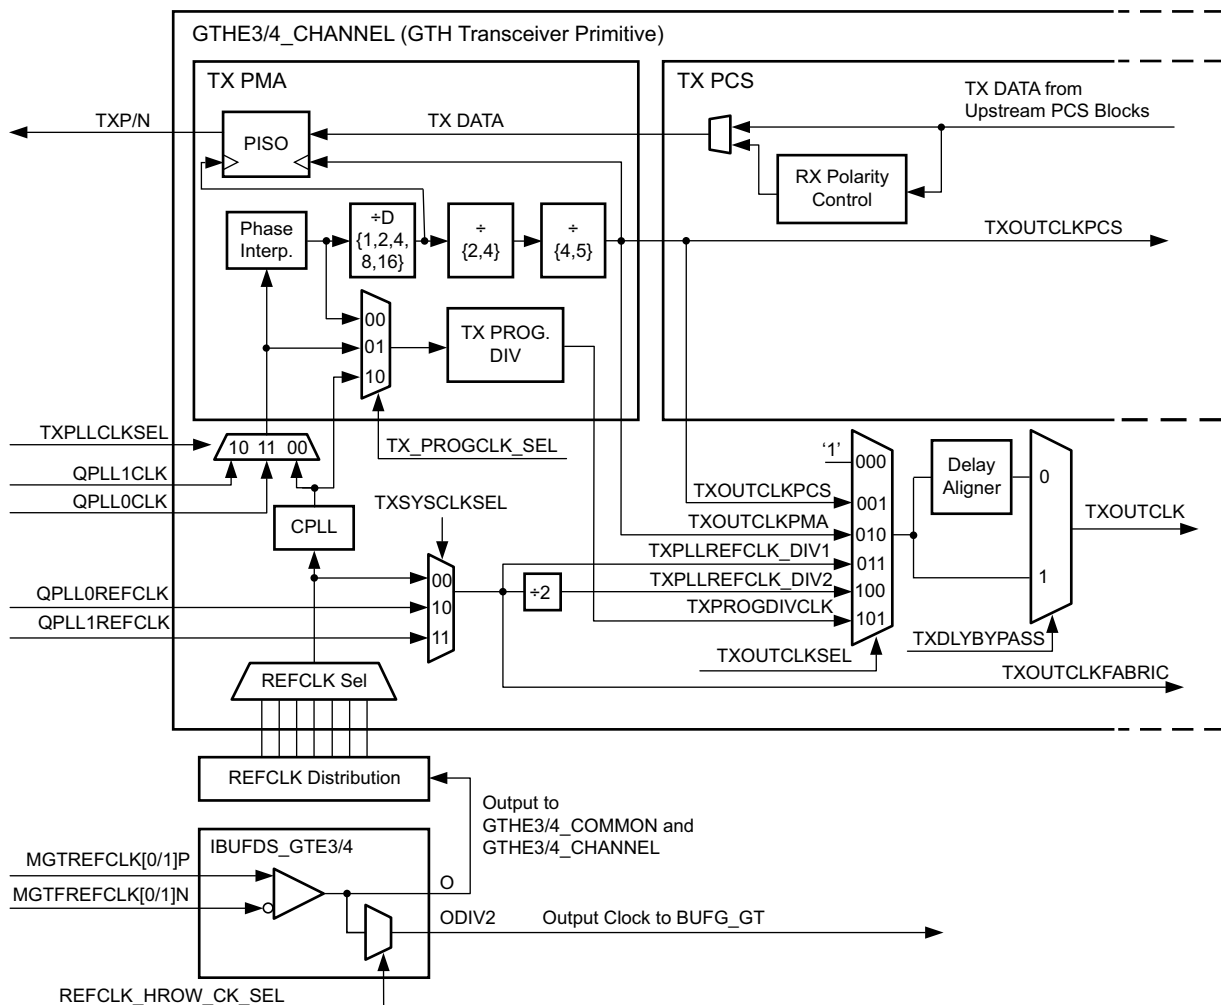 GTHE3/4_CHANNEL (GTH Transceiver Primitive)
TX PMA
TX PCS
TX DATA from
Upstream PCS Blocks
TXP/N
PISO
TX DATA
RX Polarity
Control
Phase
Interp.
÷D
{1,2,4,
8,16}
÷
{2,4}
÷
{4,5}
TXOUTCLKPCS
00
01
10
TX PROG.
DIV
TXPLLCLKSEL
10 11 00
TX_PROGCLK_SEL
QPLL1CLK
QPLL0CLK
CPLL
TXSYSCLKSEL
'1'
000
001
010
011
100
101
TXOUTCLKPCS
TXOUTCLKPMA
TXPLLREFCLK_DIV1
TXPLLREFCLK_DIV2
TXPROGDIVCLK
Delay
Aligner
0
1
TXOUTCLK
QPLL0REFCLK
QPLL1REFCLK
00
10
11
÷2
TXOUTCLKSEL
TXDLYBYPASS
TXOUTCLKFABRIC
REFCLK Sel
REFCLK Distribution
Output to
GTHE3/4_COMMON and
GTHE3/4_CHANNEL
IBUFDS_GTE3/4
MGTREFCLK[0/1]P
MGTFREFCLK[0/1]N
O
ODIV2
Output Clock to BUFG_GT
REFCLK_HROW_CK_SEL